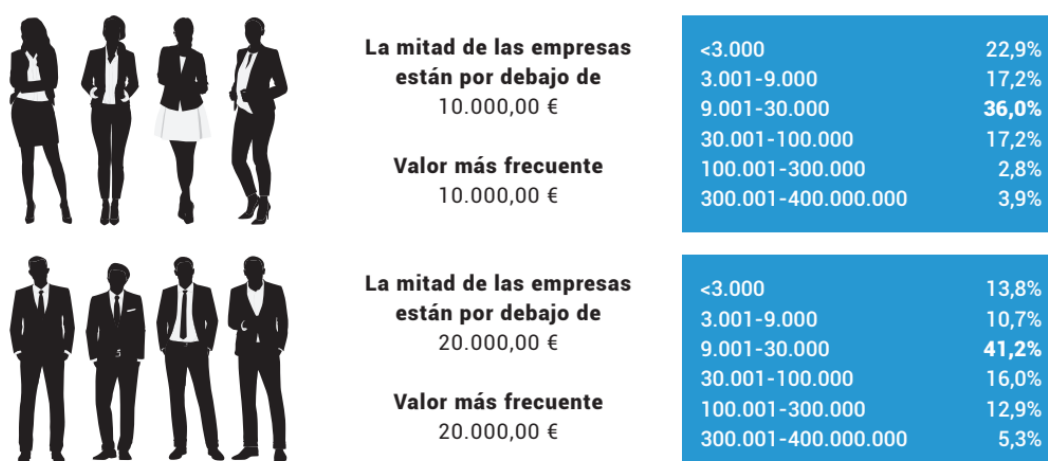 La mitad de las empresas
están por debajo de
10.000,00 €
Valor más frecuente
10.000,00 €
<3.000 22,9%
3.001-9.000 17,2%
9.001-30.000 36,0%
30.001-100.000 17,2%
100.001-300.000 2,8%
300.001-400.000.000 3,9%
La mitad de las empresas
están por debajo de
20.000,00 €
Valor más frecuente
20.000,00 €
<3.000 13,8%
3.001-9.000 10,7%
9.001-30.000 41,2%
30.001-100.000 16,0%
100.001-300.000 12,9%
300.001-400.000.000 5,3%